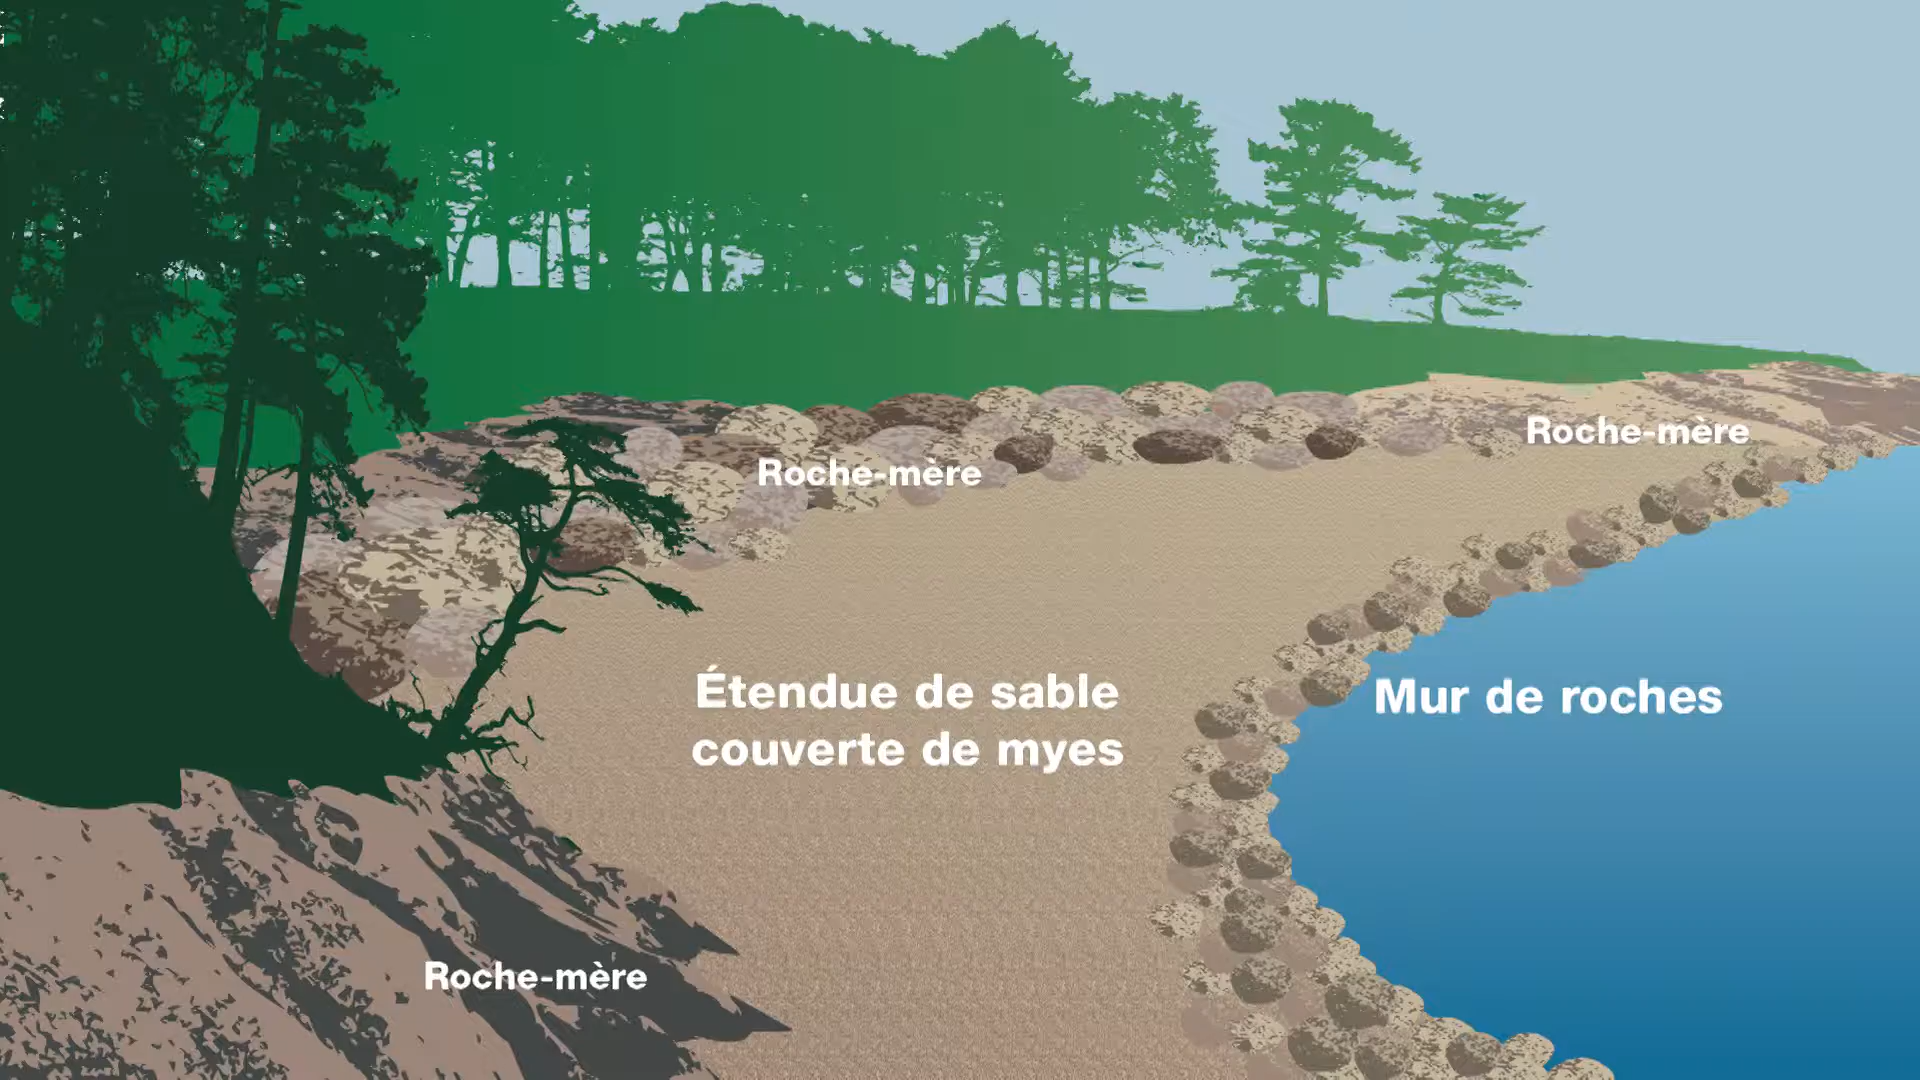 Roche-mère
Roche-mère
Étendue de sable
couverte de myes
Mur de roches
Roche-mère